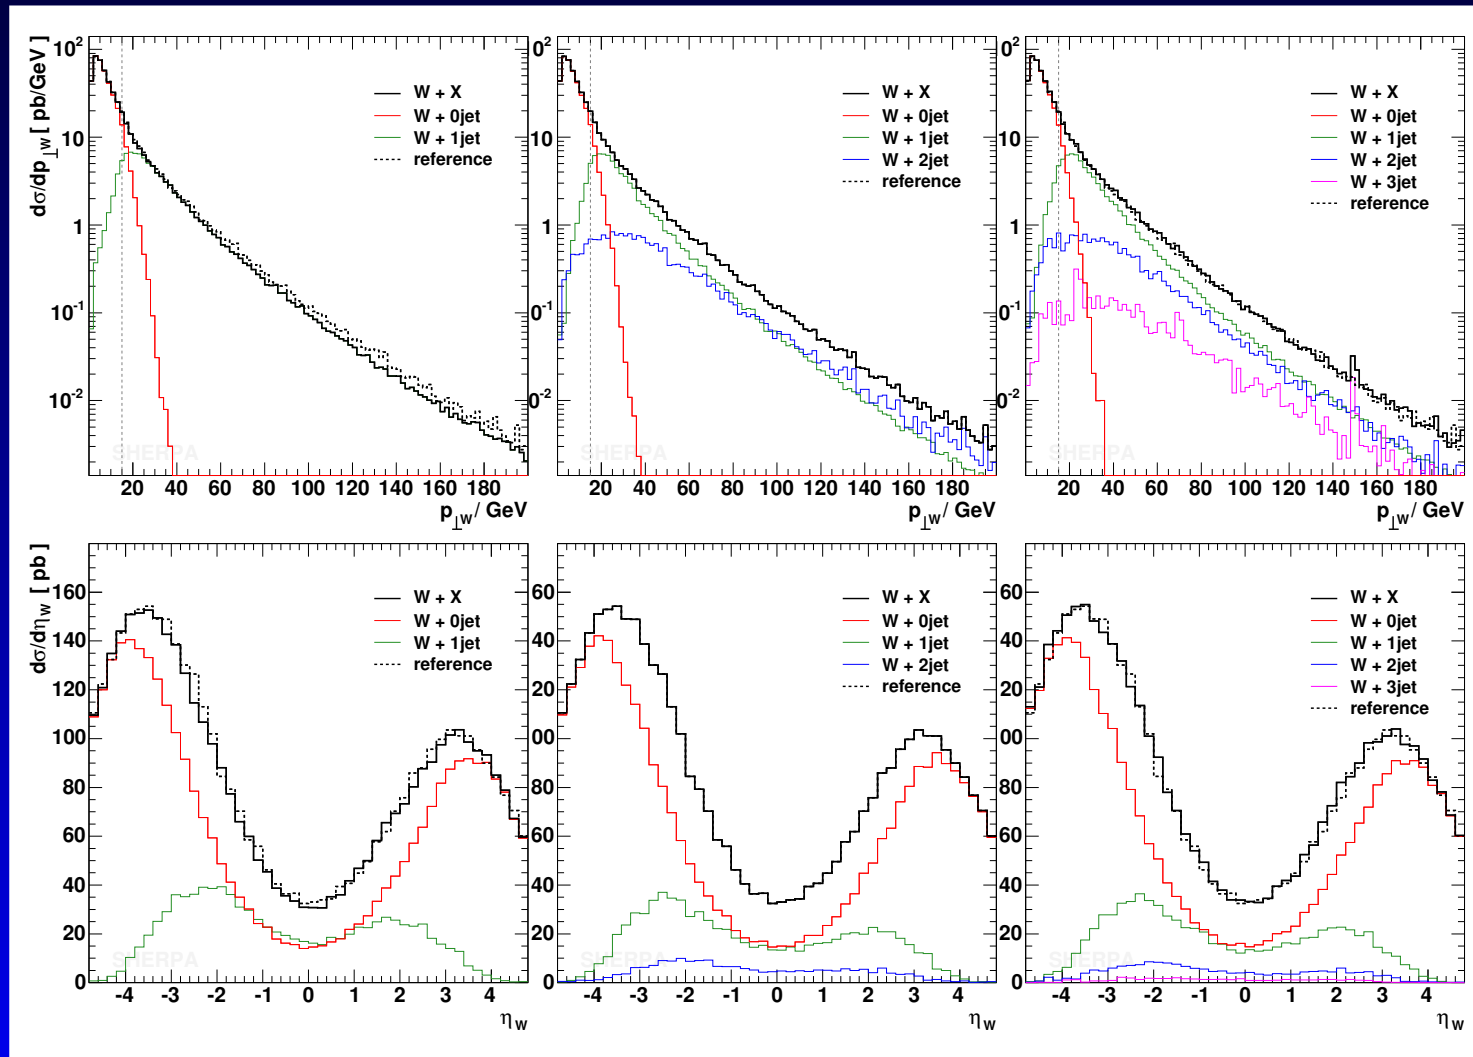 dσ/dp⊥W [ pb/GeV]
10²
10
1
10⁻¹
10⁻²
W + X
W + 0jet
W + 1jet
reference
SHERPA
20 40 60 80 100 120 140 160 180
p⊥W / GeV
0²
10
1
0⁻¹
0⁻²
W + X
W + 0jet
W + 1jet
W + 2jet
reference
SHERPA
20 40 60 80 100 120 140 160 180
p⊥W / GeV
0²
10
1
0⁻¹
0⁻²
W + X
W + 0jet
W + 1jet
W + 2jet
W + 3jet
reference
SHERPA
20 40 60 80 100 120 140 160 180
p⊥W / GeV
dσ/dηW [ pb]
160
140
120
100
80
60
40
20
0
W + X
W + 0jet
W + 1jet
reference
SHERPA
-4 -3 -2 -1 0 1 2 3 4
ηW
60
40
20
00
80
60
40
20
0
W + X
W + 0jet
W + 1jet
W + 2jet
reference
SHERPA
-4 -3 -2 -1 0 1 2 3 4
ηW
60
40
20
00
80
60
40
20
0
W + X
W + 0jet
W + 1jet
W + 2jet
W + 3jet
reference
SHERPA
-4 -3 -2 -1 0 1 2 3 4
ηW